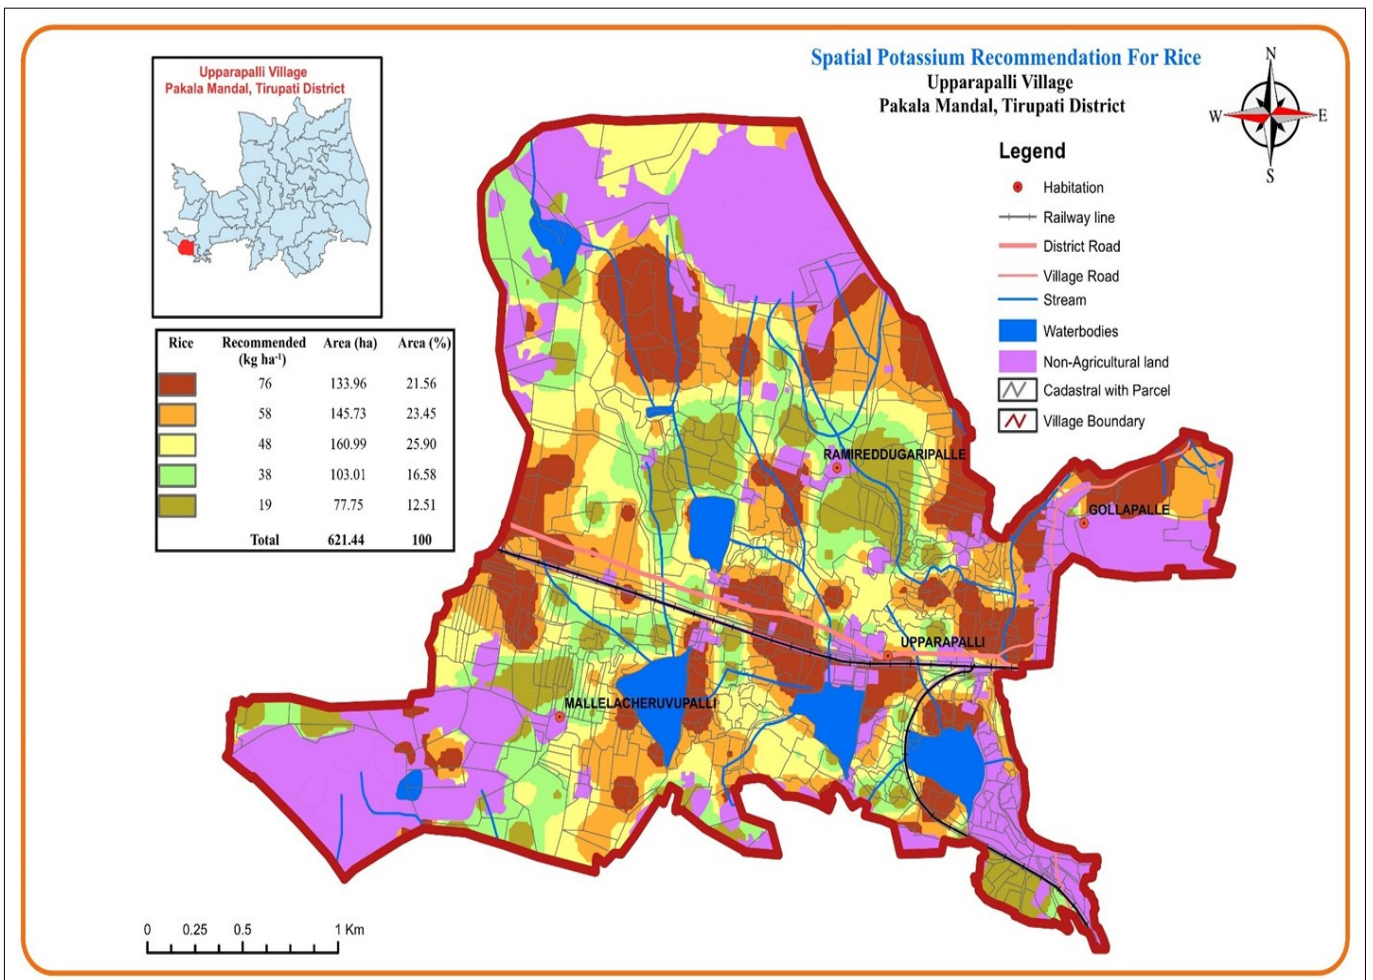 Spatial Potassium Recommendation For Rice
Upparapalli Village
Pakala Mandal, Tirupati District
N
W E
S
Upparapalli Village
Pakala Mandal, Tirupati District
Legend
Habitation
Railway line
District Road
Village Road
Stream
Waterbodies
Non-Agricultural land
Cadastral with Parcel
Village Boundary
Rice Recommended (kg ha⁻¹) Area (ha) Area (%)
76 133.96 21.56
58 145.73 23.45
48 160.99 25.90
38 103.01 16.58
19 77.75 12.51
Total 621.44 100
RAMIREDDUGARIPALLE
GOLLAPALLE
UPPARAPALLI
MALLELACHERUVUPALLI
0 0.25 0.5 1 Km